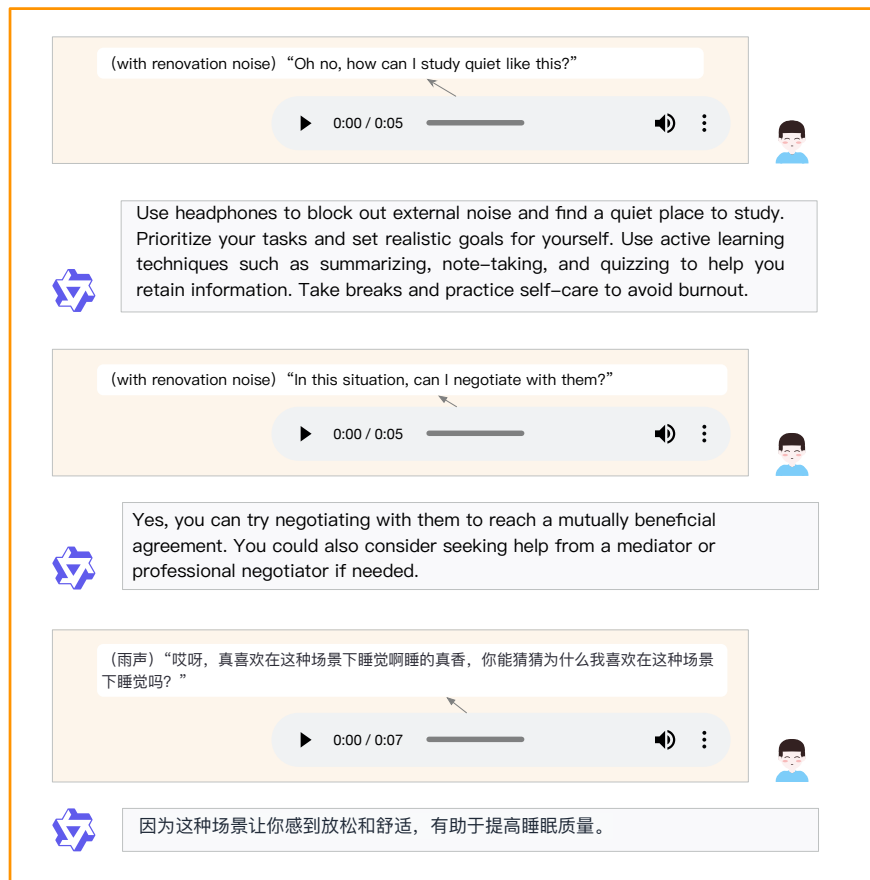 （with renovation noise）“Oh no, how can I study quiet like this?”
0:00 / 0:05
Use headphones to block out external noise and find a quiet place to study.
Prioritize your tasks and set realistic goals for yourself. Use active learning
techniques such as summarizing, note–taking, and quizzing to help you
retain information. Take breaks and practice self–care to avoid burnout.
（with renovation noise）“In this situation, can I negotiate with them?”
0:00 / 0:05
Yes, you can try negotiating with them to reach a mutually beneficial
agreement. You could also consider seeking help from a mediator or
professional negotiator if needed.
（雨声）“哎呀，真喜欢在这种场景下睡觉啊睡的真香，你能猜猜为什么我喜欢在这种场景
下睡觉吗？”
0:00 / 0:07
因为这种场景让你感到放松和舒适，有助于提高睡眠质量。